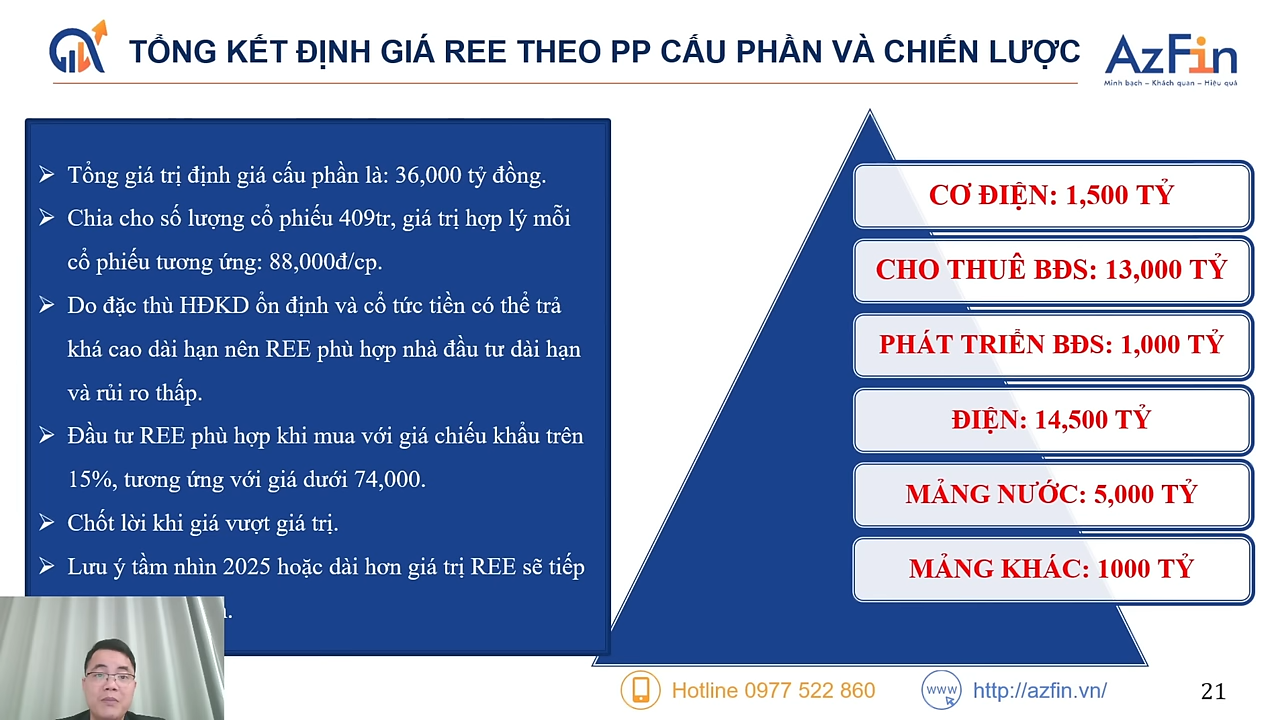 TỔNG KẾT ĐỊNH GIÁ REE THEO PP CẤU PHẦN VÀ CHIẾN LƯỢC
AzFin
Minh bạch – Khách quan – Hiệu quả
Tổng giá trị định giá cấu phần là: 36,000 tỷ đồng.
Chia cho số lượng cổ phiếu 409tr, giá trị hợp lý mỗi
cổ phiếu tương ứng: 88,000đ/cp.
Do đặc thù HĐKD ổn định và cổ tức tiền có thể trả
khá cao dài hạn nên REE phù hợp nhà đầu tư dài hạn
và rủi ro thấp.
Đầu tư REE phù hợp khi mua với giá chiếu khẩu trên
15%, tương ứng với giá dưới 74,000.
Chốt lời khi giá vượt giá trị.
Lưu ý tầm nhìn 2025 hoặc dài hơn giá trị REE sẽ tiếp
CƠ ĐIỆN: 1,500 TỶ
CHO THUÊ BĐS: 13,000 TỶ
PHÁT TRIỂN BĐS: 1,000 TỶ
ĐIỆN: 14,500 TỶ
MẢNG NƯỚC: 5,000 TỶ
MẢNG KHÁC: 1000 TỶ
Hotline 0977 522 860
www
http://azfin.vn/
21